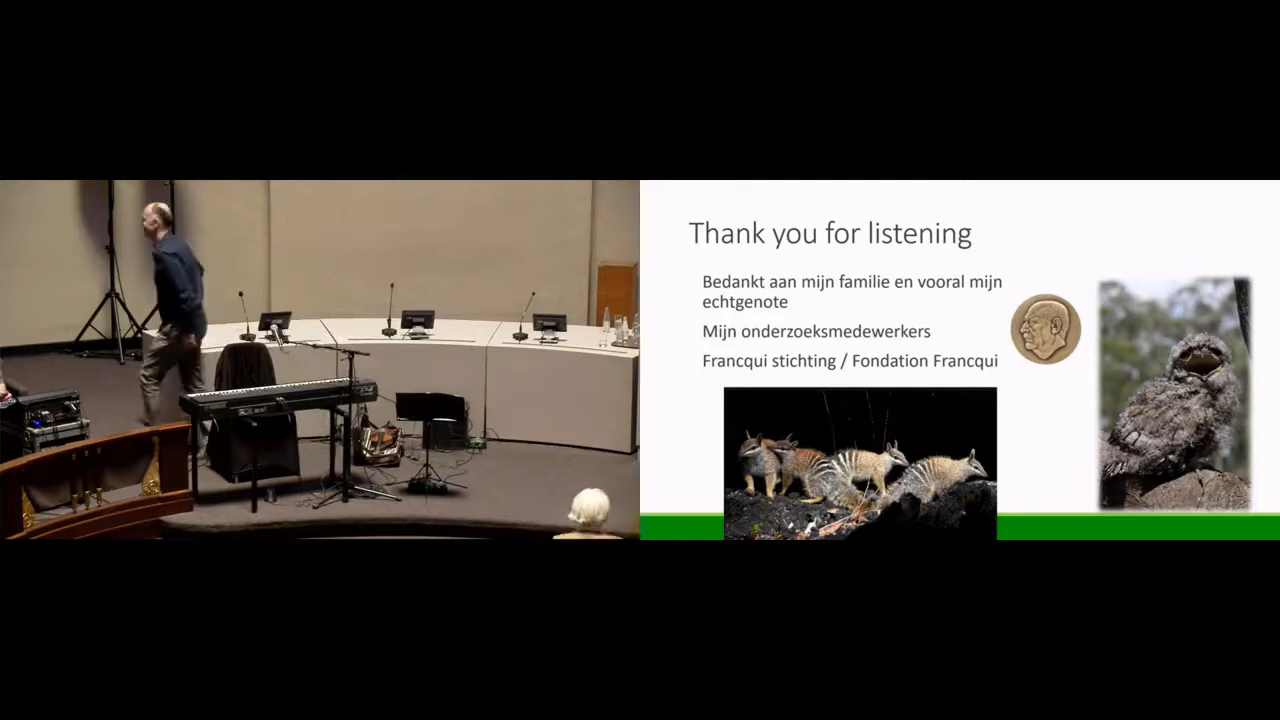 Thank you for listening
Bedankt aan mijn familie en vooral mijn
echtgenote
Mijn onderzoeksmedewerkers
Francqui stichting / Fondation Francqui